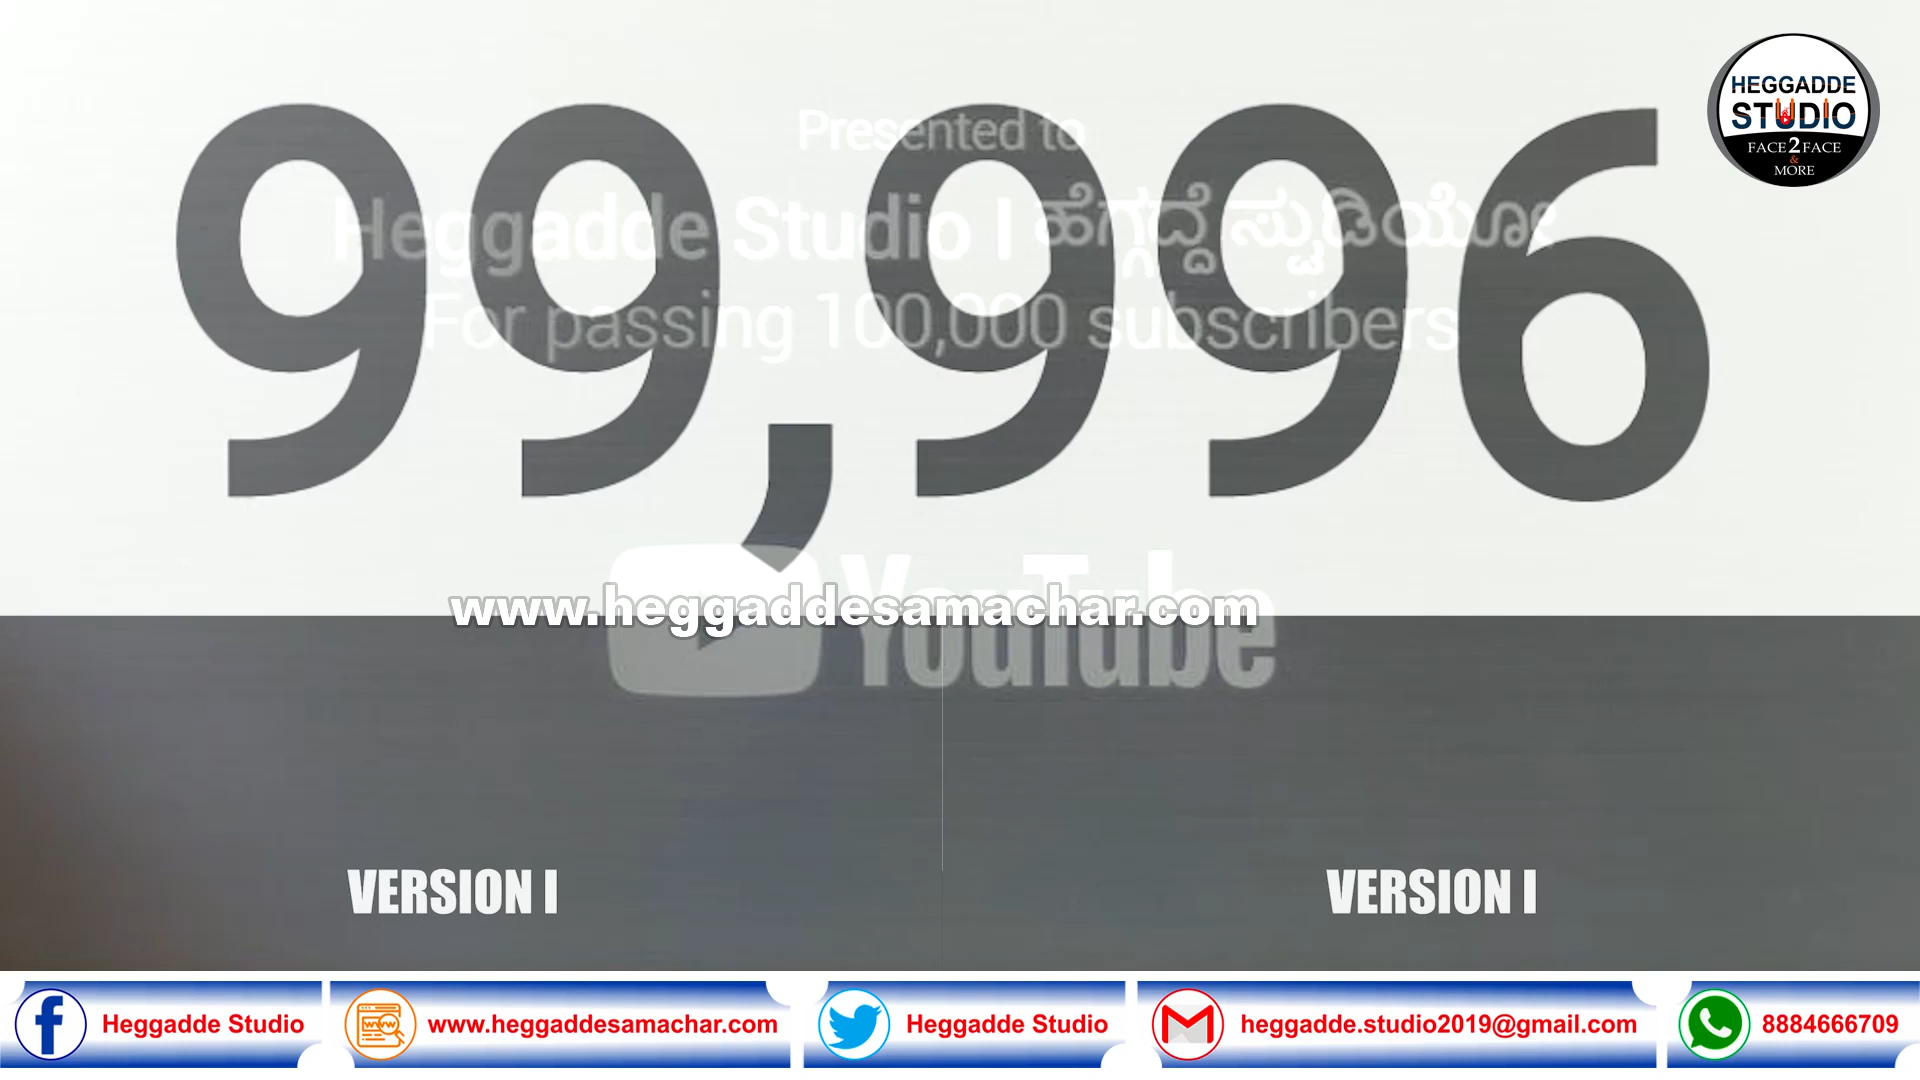 99,996
Presented to
Heggadde Studio I ಹೆಗ್ಗದ್ದೆ ಸ್ಟುಡಿಯೋ
For passing 100,000 subscribers
YouTube
www.heggaddesamachar.com
VERSION I
VERSION I
HEGGADDE
STUDIO
FACE2FACE
&
MORE
Heggadde Studio
www.heggaddesamachar.com
Heggadde Studio
heggadde.studio2019@gmail.com
8884666709